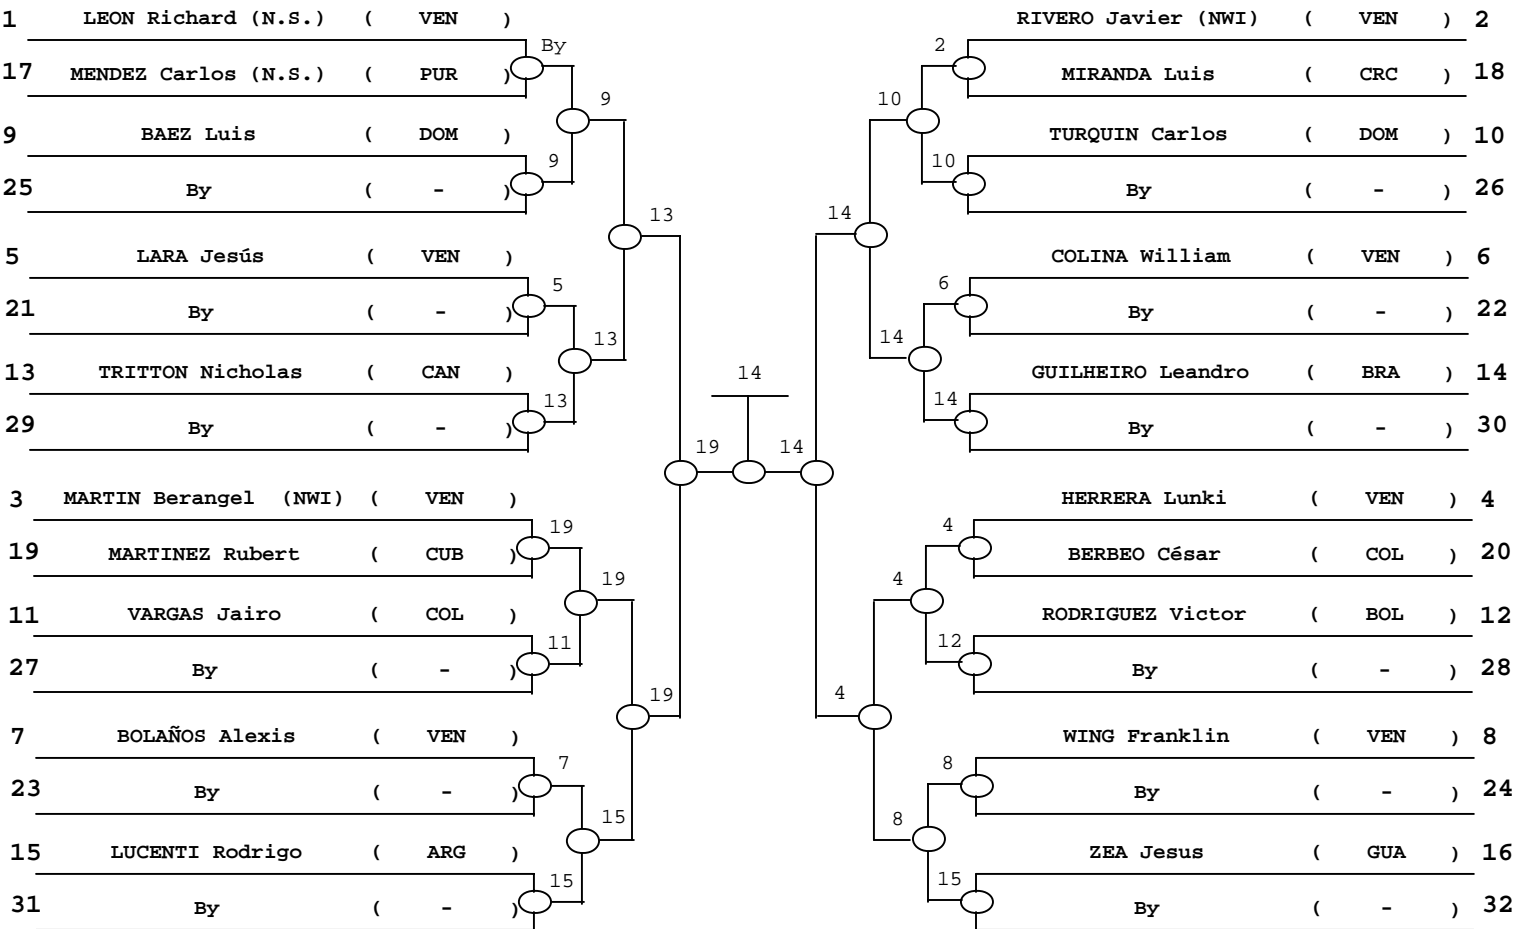 1 LEON Richard (N.S.) ( VEN )
By
17 MENDEZ Carlos (N.S.) ( PUR )
9
9 BAEZ Luis ( DOM )
9
25 By ( - )
13
5 LARA Jesús ( VEN )
5
21 By ( - )
13
13 TRITTON Nicholas ( CAN )
13
29 By ( - )
19
3 MARTIN Berangel (NWI) ( VEN )
19
19 MARTINEZ Rubert ( CUB )
19
11 VARGAS Jairo ( COL )
11
27 By ( - )
19
7 BOLAÑOS Alexis ( VEN )
7
23 By ( - )
15
15 LUCENTI Rodrigo ( ARG )
15
31 By ( - )
14
RIVERO Javier (NWI) ( VEN ) 2
2
MIRANDA Luis ( CRC ) 18
10
TURQUIN Carlos ( DOM ) 10
10
By ( - ) 26
14
COLINA William ( VEN ) 6
6
By ( - ) 22
14
GUILHEIRO Leandro ( BRA ) 14
14
By ( - ) 30
14
HERRERA Lunki ( VEN ) 4
4
BERBEO César ( COL ) 20
4
RODRIGUEZ Victor ( BOL ) 12
12
By ( - ) 28
4
WING Franklin ( VEN ) 8
8
By ( - ) 24
8
ZEA Jesus ( GUA ) 16
15
By ( - ) 32